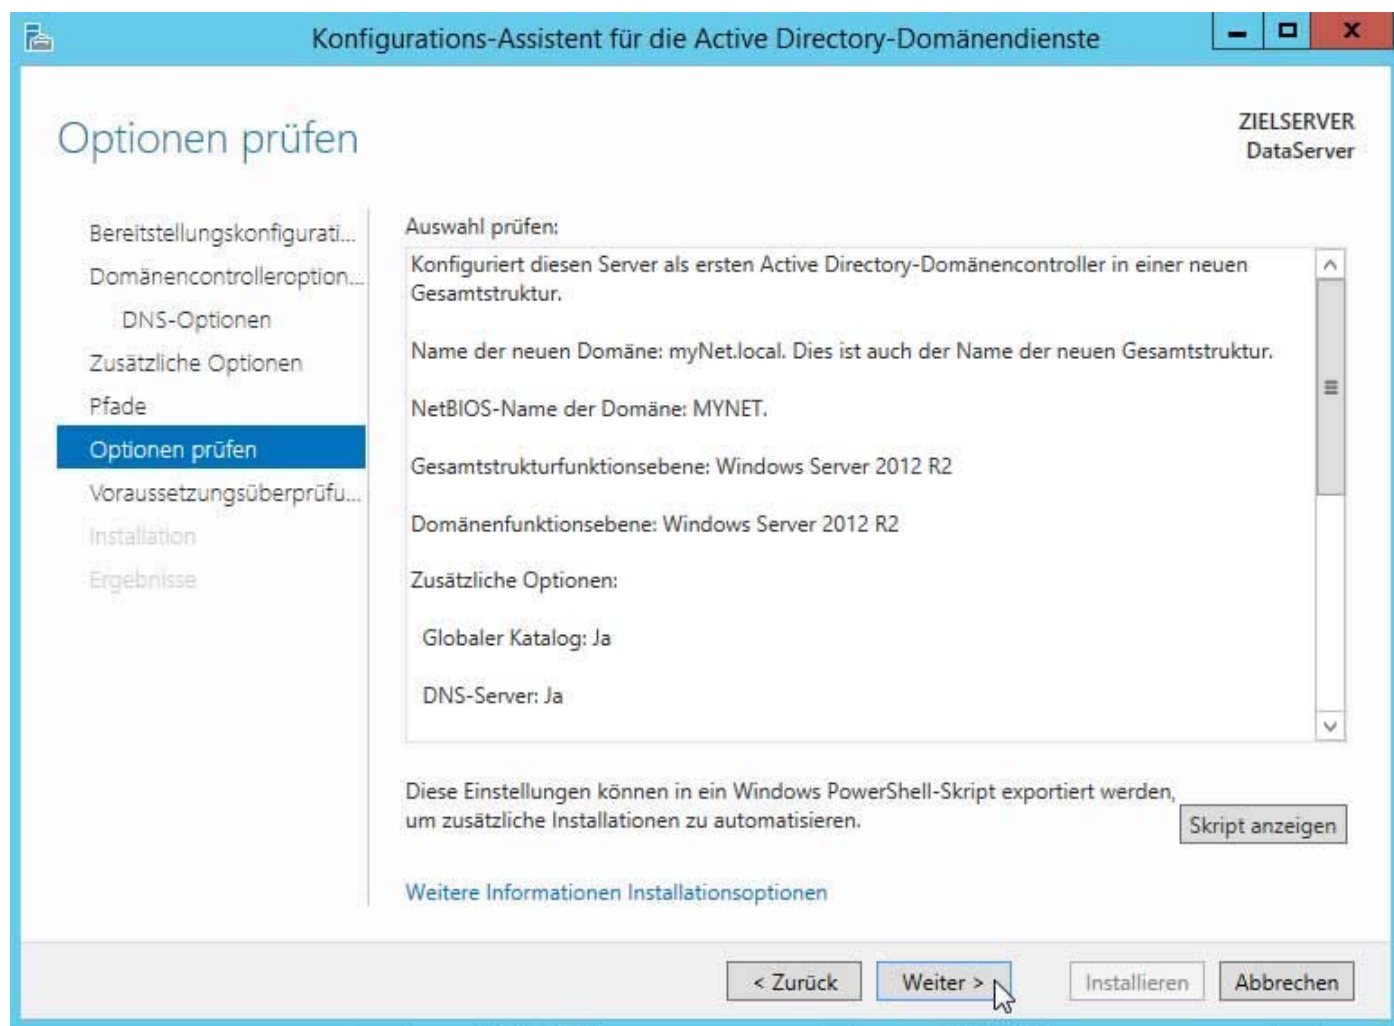 Konfigurations-Assistent für die Active Directory-Domänendienste
Optionen prüfen
ZIELSERVER
DataServer
Bereitstellungskonfigurati...
Domänencontrolleroption...
DNS-Optionen
Zusätzliche Optionen
Pfade
Optionen prüfen
Voraussetzungsüberprüfu...
Installation
Ergebnisse
Auswahl prüfen:
Konfiguriert diesen Server als ersten Active Directory-Domänencontroller in einer neuen
Gesamtstruktur.
Name der neuen Domäne: myNet.local. Dies ist auch der Name der neuen Gesamtstruktur.
NetBIOS-Name der Domäne: MYNET.
Gesamtstrukturfunktionsebene: Windows Server 2012 R2
Domänenfunktionsebene: Windows Server 2012 R2
Zusätzliche Optionen:
Globaler Katalog: Ja
DNS-Server: Ja
Diese Einstellungen können in ein Windows PowerShell-Skript exportiert werden,
um zusätzliche Installationen zu automatisieren.
Skript anzeigen
Weitere Informationen Installationsoptionen
< Zurück
Weiter >
Installieren
Abbrechen